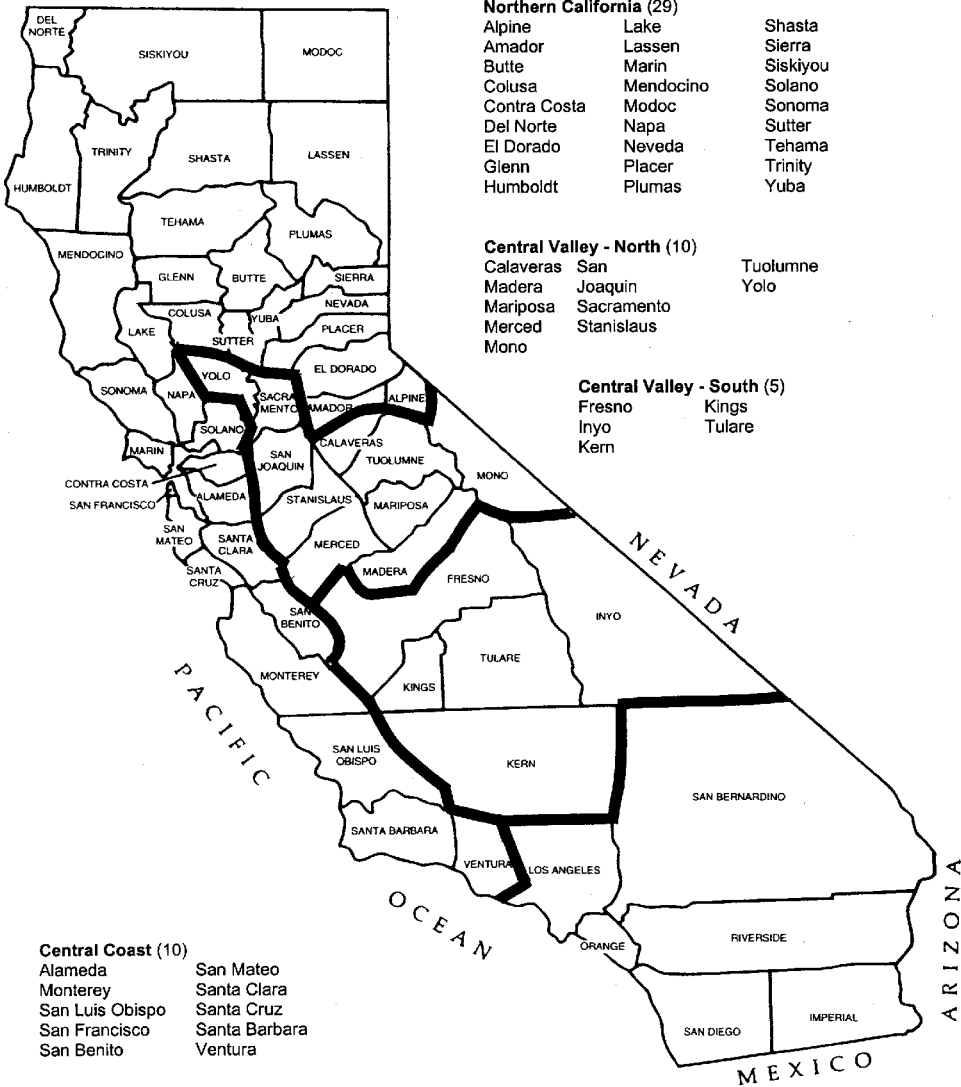 Northern California (29)
Alpine Lake Shasta
Amador Lassen Sierra
Butte Marin Siskiyou
Colusa Mendocino Solano
Contra Costa Modoc Sonoma
Del Norte Napa Sutter
El Dorado Neveda Tehama
Glenn Placer Trinity
Humboldt Plumas Yuba
Central Valley - North (10)
Calaveras San Tuolumne
Madera Joaquin Yolo
Mariposa Sacramento
Merced Stanislaus
Mono
Central Valley - South (5)
Fresno Kings
Inyo Tulare
Kern
DEL
NORTE
SISKIYOU
MODOC
TRINITY
SHASTA
LASSEN
HUMBOLDT
TEHAMA
PLUMAS
MENDOCINO
GLENN
BUTTE
SIERRA
NEVADA
COLUSA
YUBA
PLACER
LAKE
SUTTER
YOLO
EL DORADO
SONOMA
NAPA
SACRA
MENTO
AMADOR
ALPINE
SOLANO
CALAVERAS
MARIN
SAN
JOAQUIN
TUOLUMNE
MONO
CONTRA COSTA
SAN FRANCISCO
ALAMEDA
STANISLAUS
MARIPOSA
SAN
MATEO
SANTA
CLARA
MERCED
SANTA
CRUZ
MADERA
FRESNO
NEVADA
SAN
BENITO
INYO
TULARE
MONTEREY
KINGS
PACIFIC
SAN LUIS
OBISPO
KERN
SAN BERNARDINO
SANTA BARBARA
VENTURA
LOS ANGELES
OCEAN
ARIZONA
ORANGE
RIVERSIDE
SAN DIEGO
IMPERIAL
MEXICO
Central Coast (10)
Alameda San Mateo
Monterey Santa Clara
San Luis Obispo Santa Cruz
San Francisco Santa Barbara
San Benito Ventura